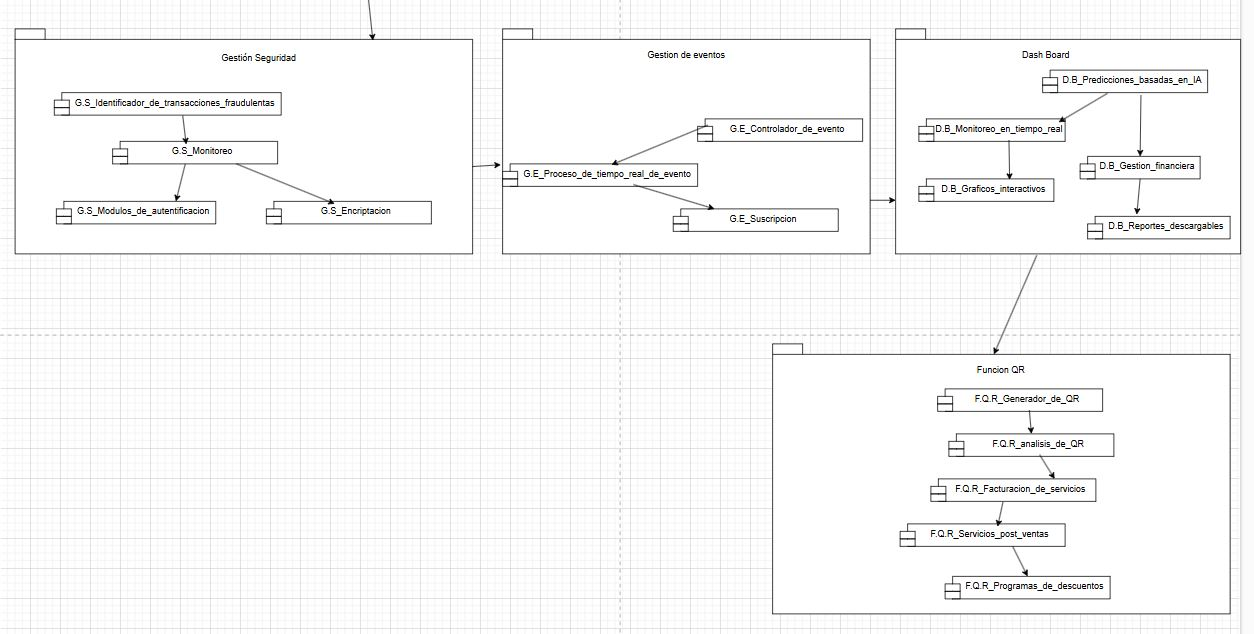 Gestión Seguridad
G.S_Identificador_de_transacciones_fraudulentas
G.S_Monitoreo
G.S_Modulos_de_autentificacion
G.S_Encriptacion
Gestion de eventos
G.E_Controlador_de_evento
G.E_Proceso_de_tiempo_real_de_evento
G.E_Suscripcion
Dash Board
D.B_Predicciones_basadas_en_IA
D.B_Monitoreo_en_tiempo_real
D.B_Gestion_financiera
D.B_Graficos_interactivos
D.B_Reportes_descargables
Funcion QR
F.Q.R_Generador_de_QR
F.Q.R_analisis_de_QR
F.Q.R_Facturacion_de_servicios
F.Q.R_Servicios_post_ventas
F.Q.R_Programas_de_descuentos